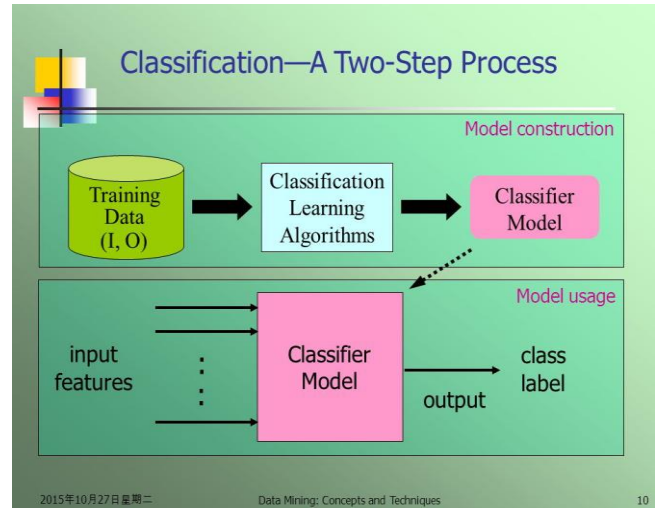 Classification—A Two-Step Process
Model construction
Training
Data
(I, O)
Classification
Learning
Algorithms
Classifier
Model
Model usage
input
features
Classifier
Model
output
class
label
2015年10月27日星期二
Data Mining: Concepts and Techniques
10